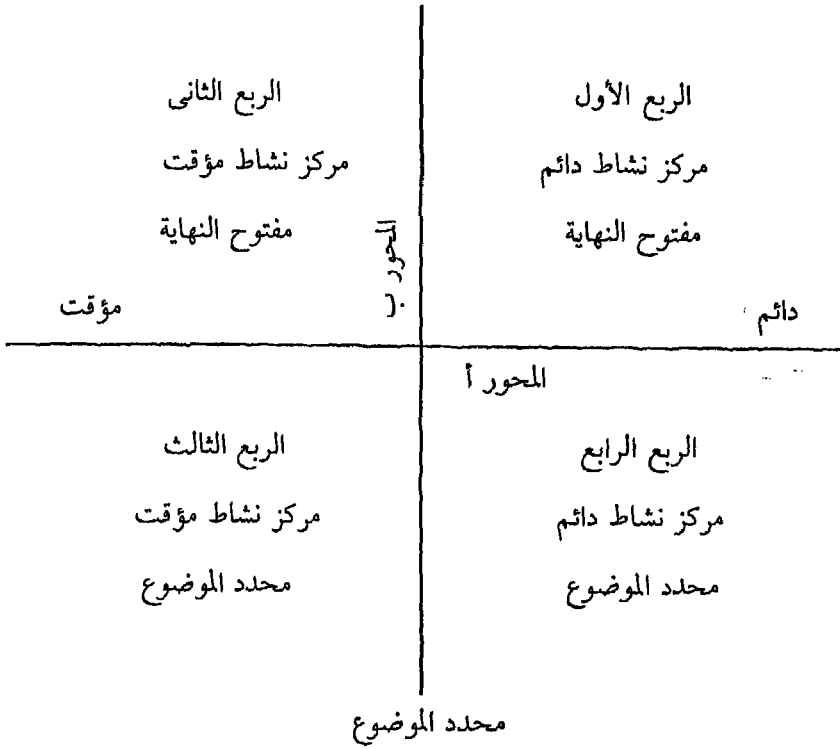 الربع الأول
مركز نشاط دائم
مفتوح النهاية
دائم
الربع الثانى
مركز نشاط مؤقت
مفتوح النهاية
مؤقت
المحور ب
المحور أ
الربع الرابع
مركز نشاط دائم
محدد الموضوع
الربع الثالث
مركز نشاط مؤقت
محدد الموضوع
محدد الموضوع